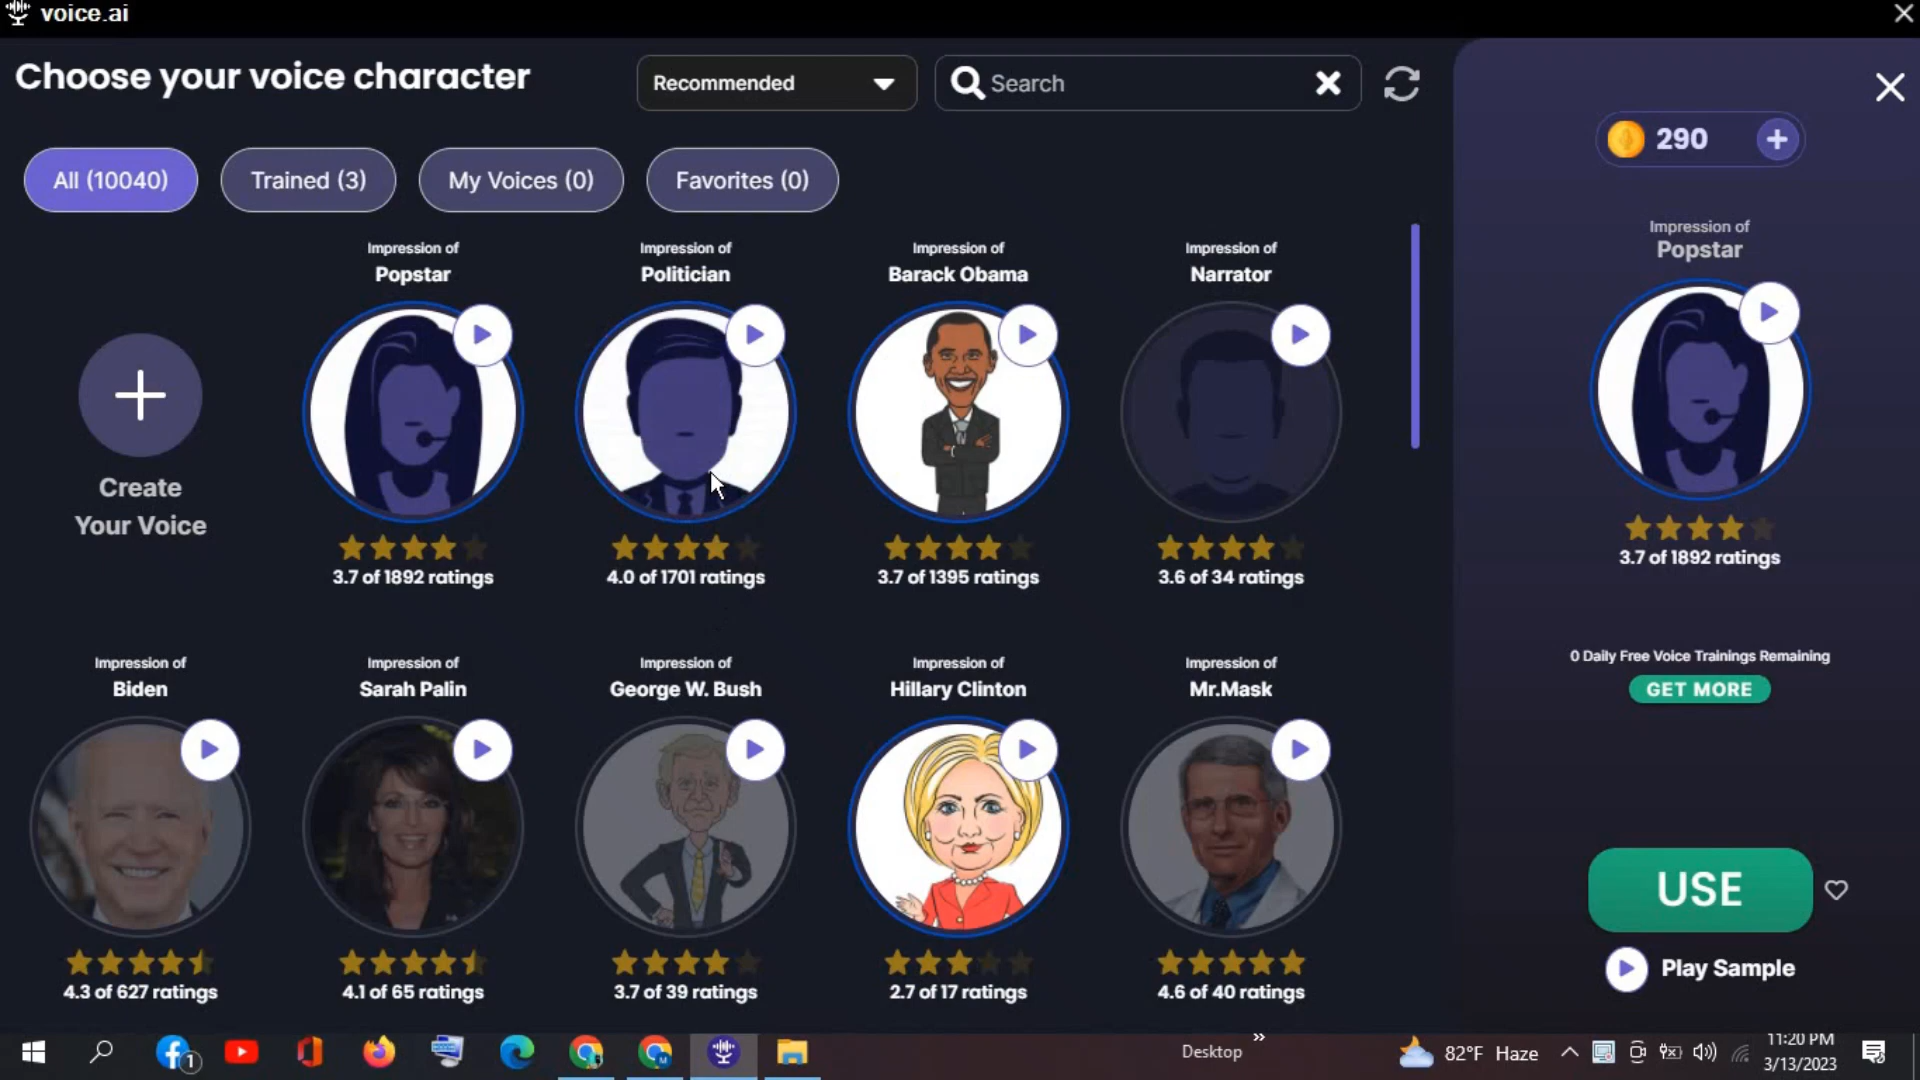 voice.ai
Choose your voice character
Recommended
Search
290
All (10040)
Trained (3)
My Voices (0)
Favorites (0)
Create
Your Voice
Impression of
Popstar
3.7 of 1892 ratings
Impression of
Politician
4.0 of 1701 ratings
Impression of
Barack Obama
3.7 of 1395 ratings
Impression of
Narrator
3.6 of 34 ratings
Impression of
Biden
4.3 of 627 ratings
Impression of
Sarah Palin
4.1 of 65 ratings
Impression of
George W. Bush
3.7 of 39 ratings
Impression of
Hillary Clinton
2.7 of 17 ratings
Impression of
Mr.Mask
4.6 of 40 ratings
Impression of
Popstar
3.7 of 1892 ratings
0 Daily Free Voice Trainings Remaining
GET MORE
USE
Play Sample
1
Desktop
82°F Haze
11:20 PM
3/13/2023